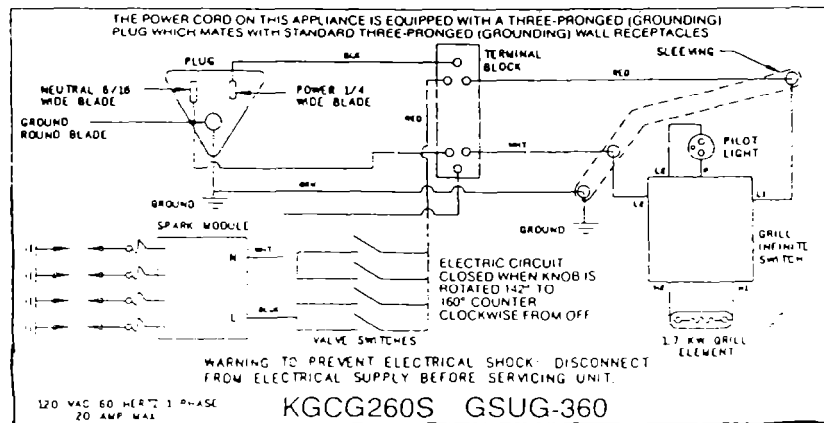 THE POWER CORD ON THIS APPLIANCE IS EQUIPPED WITH A THREE-PRONGED (GROUNDING)
PLUG WHICH MATES WITH STANDARD THREE-PRONGED (GROUNDING) WALL RECEPTACLES
BLK
TERMINAL
BLOCK
SLEEVING
PLUG
RED
NEUTRAL 5/16
WIDE BLADE
POWER 1/4
WIDE BLADE
GROUND
ROUND BLADE
RED
WHT
PILOT
LIGHT
L2
P
GRN
L2
L1
GROUND
GROUND
SPARK MODULE
WHT
N
ELECTRIC CIRCUIT
CLOSED WHEN KNOB IS
ROTATED 142° TO
160° COUNTER
CLOCKWISE FROM OFF
GRILL
INFINITE
SWITCH
H2
H1
L
VALVE SWITCHES
1.7 KW GRILL
ELEMENT
WARNING TO PREVENT ELECTRICAL SHOCK: DISCONNECT
FROM ELECTRICAL SUPPLY BEFORE SERVICING UNIT.
120 VAC 60 HERTZ 1 PHASE
20 AMP MAX
KGCG260S GSUG-360